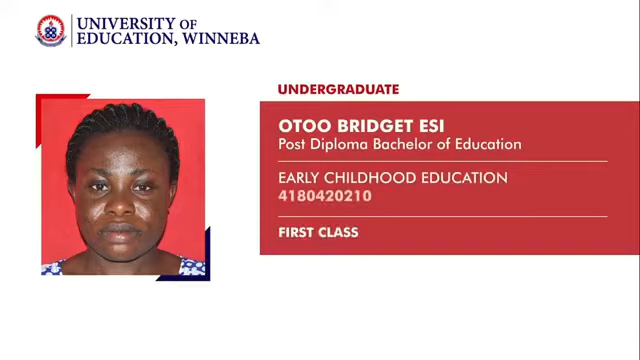 UNIVERSITY OF
EDUCATION, WINNEBA
UNDERGRADUATE
OTOO BRIDGET ESI
Post Diploma Bachelor of Education
EARLY CHILDHOOD EDUCATION
4180420210
FIRST CLASS